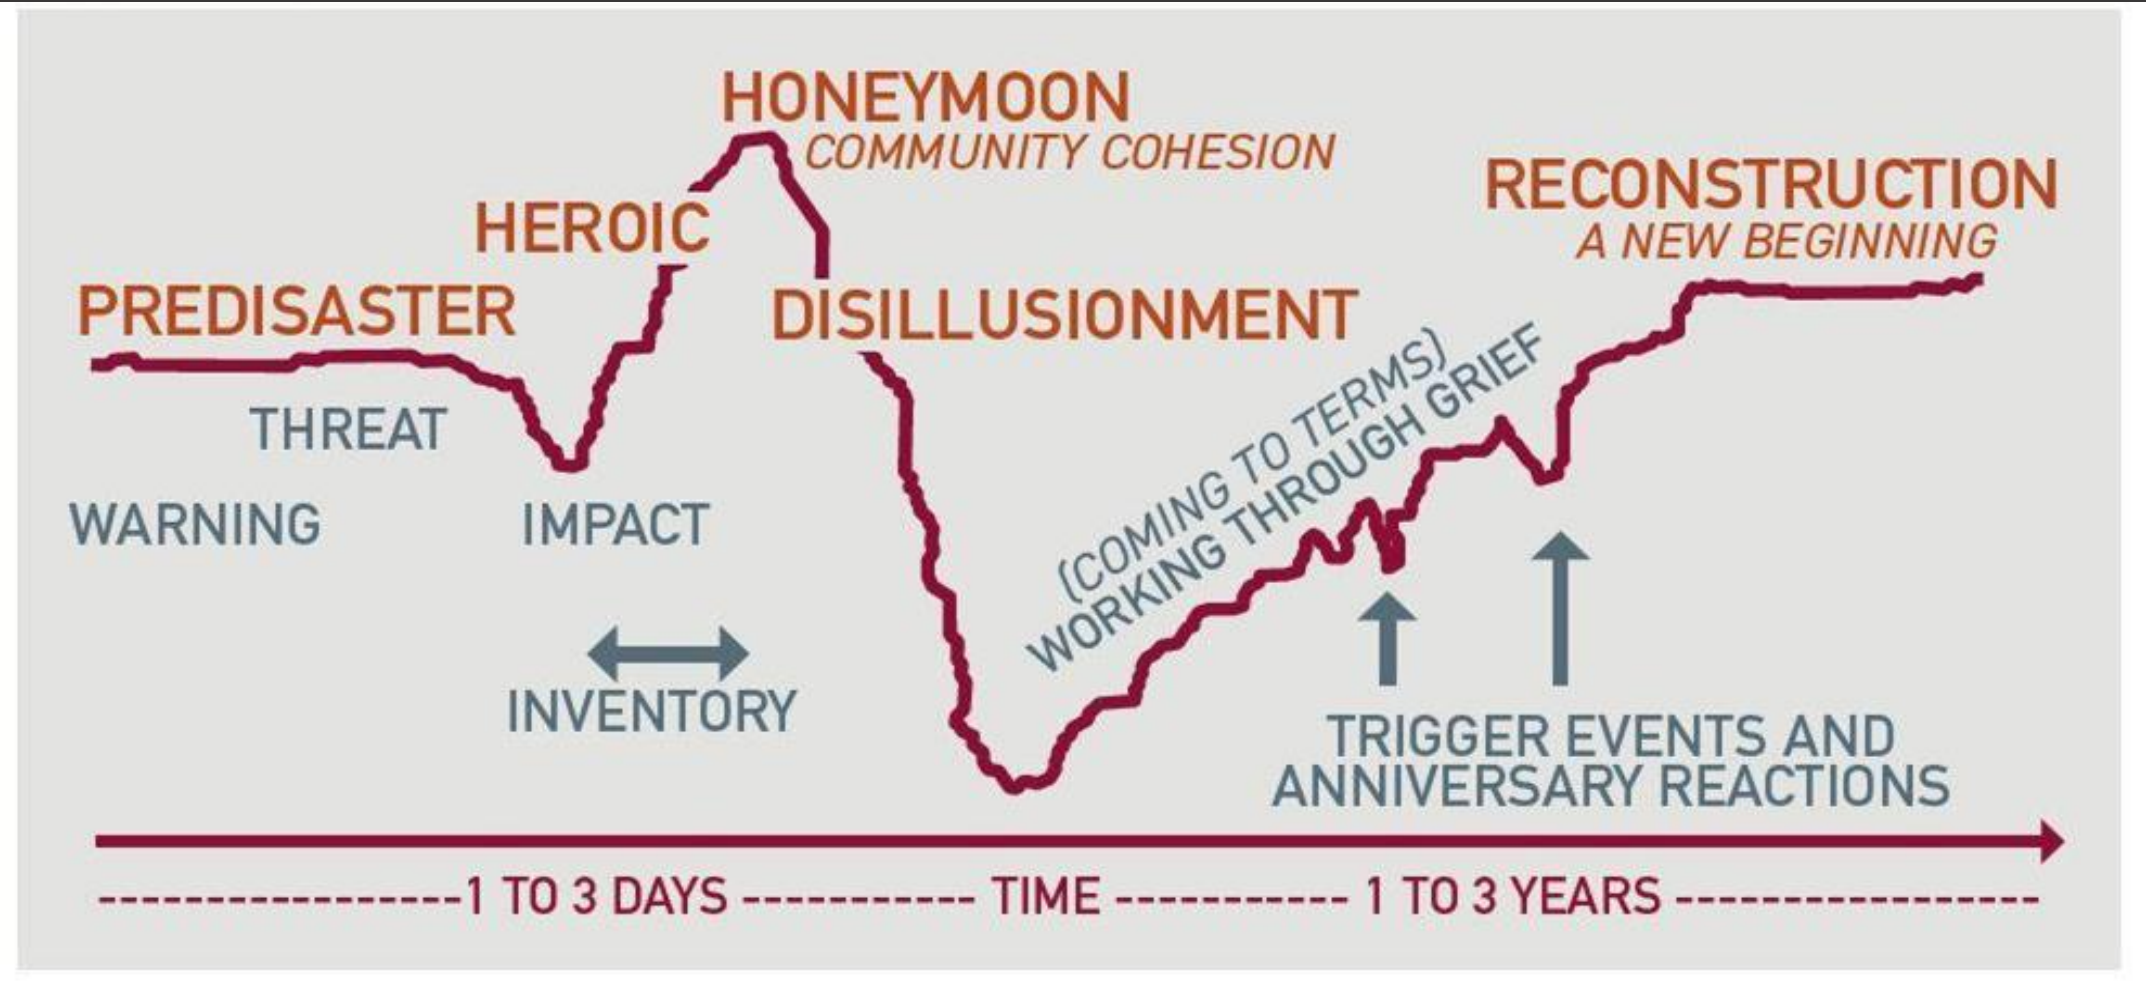 HONEYMOON
COMMUNITY COHESION
RECONSTRUCTION
A NEW BEGINNING
HEROIC
PREDISASTER
DISILLUSIONMENT
(COMING TO TERMS)
WORKING THROUGH GRIEF
THREAT
WARNING
IMPACT
INVENTORY
TRIGGER EVENTS AND
ANNIVERSARY REACTIONS
1 TO 3 DAYS TIME 1 TO 3 YEARS